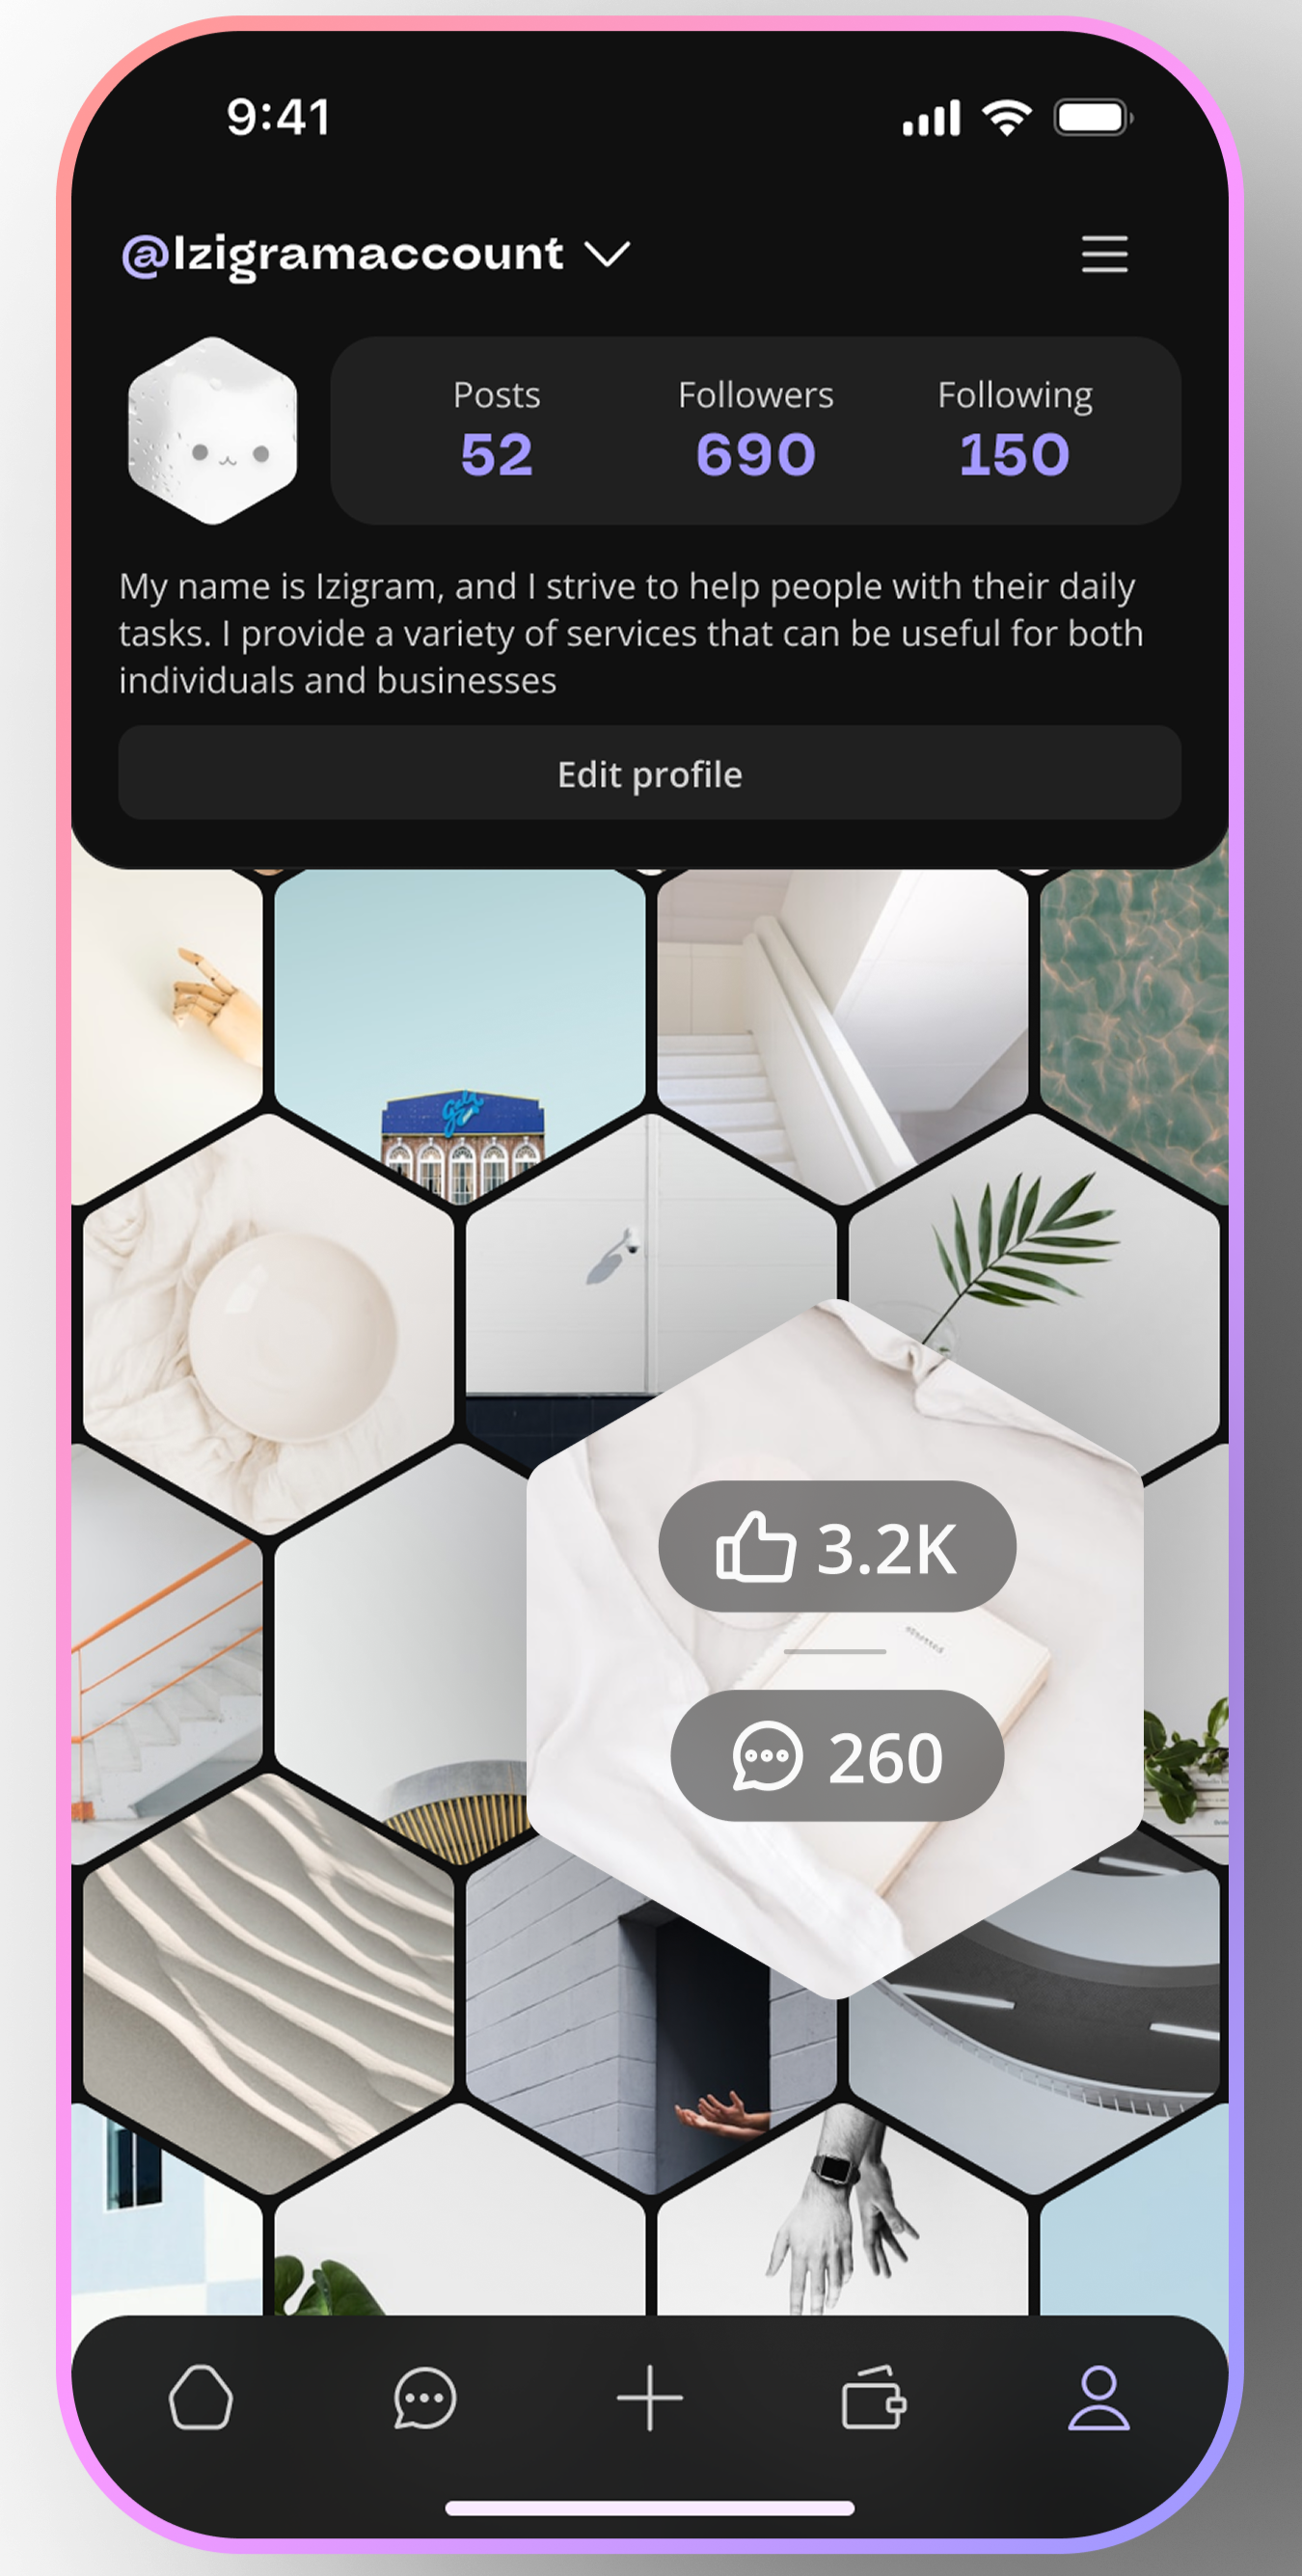 9:41
@Izigramaccount
Posts Followers Following
52 690 150
My name is Izigram, and I strive to help people with their daily
tasks. I provide a variety of services that can be useful for both
individuals and businesses
Edit profile
Gala
3.2K
260